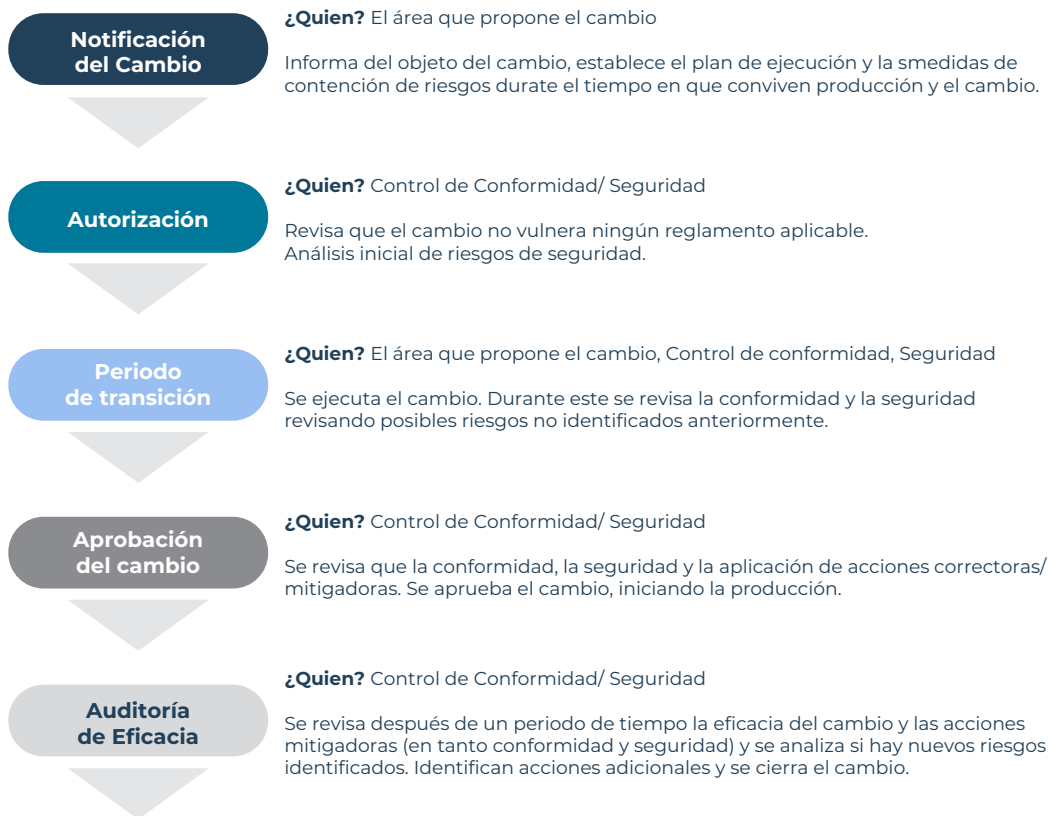 Notificación
del Cambio
¿Quien? El área que propone el cambio
Informa del objeto del cambio, establece el plan de ejecución y la smedidas de
contención de riesgos durate el tiempo en que conviven producción y el cambio.
Autorización
¿Quien? Control de Conformidad/ Seguridad
Revisa que el cambio no vulnera ningún reglamento aplicable.
Análisis inicial de riesgos de seguridad.
Periodo
de transición
¿Quien? El área que propone el cambio, Control de conformidad, Seguridad
Se ejecuta el cambio. Durante este se revisa la conformidad y la seguridad
revisando posibles riesgos no identificados anteriormente.
Aprobación
del cambio
¿Quien? Control de Conformidad/ Seguridad
Se revisa que la conformidad, la seguridad y la aplicación de acciones correctoras/
mitigadoras. Se aprueba el cambio, iniciando la producción.
Auditoría
de Eficacia
¿Quien? Control de Conformidad/ Seguridad
Se revisa después de un periodo de tiempo la eficacia del cambio y las acciones
mitigadoras (en tanto conformidad y seguridad) y se analiza si hay nuevos riesgos
identificados. Identifican acciones adicionales y se cierra el cambio.